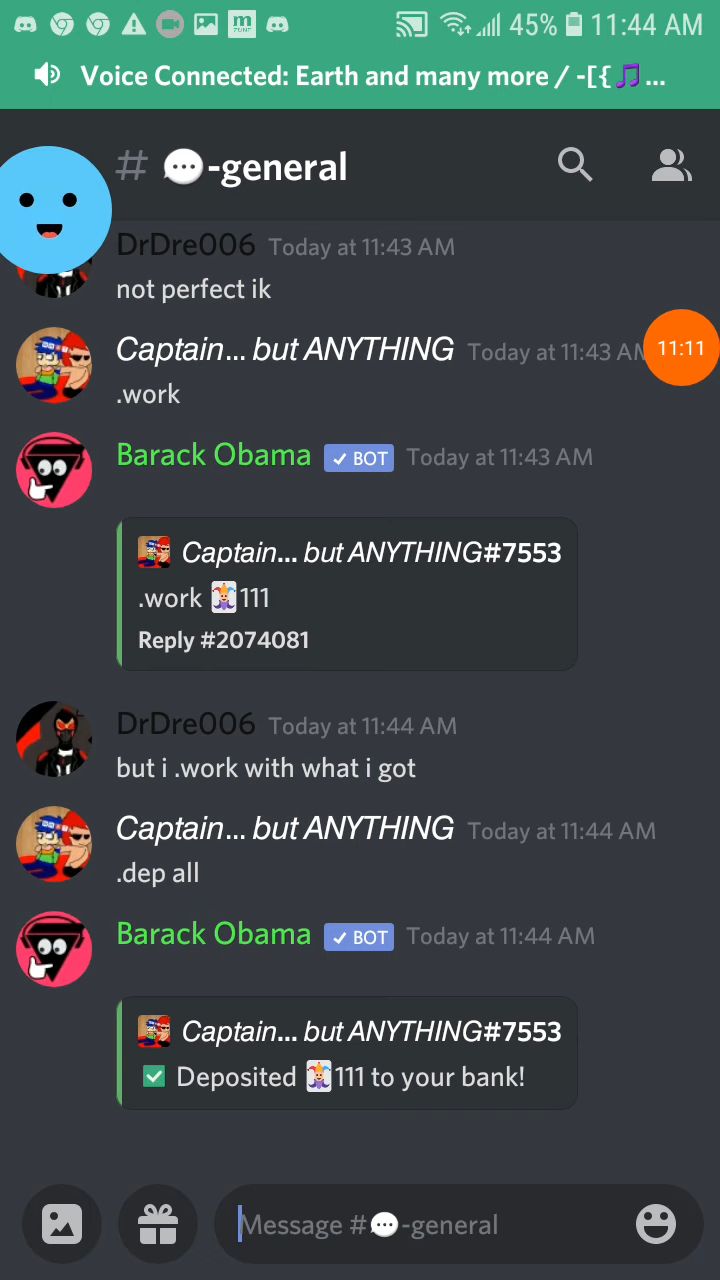 45% 11:44 AM
Voice Connected: Earth and many more / -[{🎵...
# 💬-general
DrDre006 Today at 11:43 AM
not perfect ik
Captain... but ANYTHING Today at 11:43 AM
11:11
.work
Barack Obama ✓ BOT Today at 11:43 AM
Captain... but ANYTHING#7553
.work 🃏111
Reply #2074081
DrDre006 Today at 11:44 AM
but i .work with what i got
Captain... but ANYTHING Today at 11:44 AM
.dep all
Barack Obama ✓ BOT Today at 11:44 AM
Captain... but ANYTHING#7553
✅ Deposited 🃏111 to your bank!
Message #💬-general